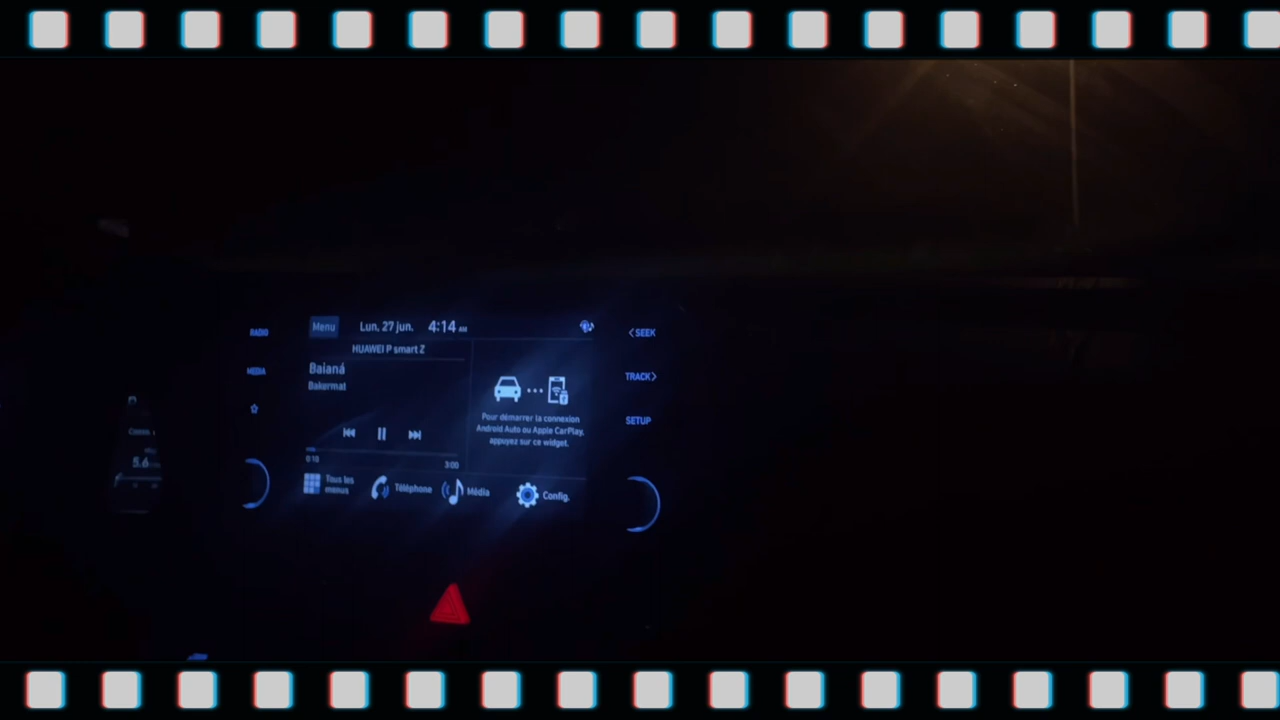 RADIO
MEDIA
Menu
Lun, 27 jun.
4:14 AM
HUAWEI P smart Z
Baianá
Bakermat
0:10
3:00
Pour démarrer la connexion
Android Auto ou Apple CarPlay,
appuyez sur ce widget.
Tous les
menus
Téléphone
Média
Config.
< SEEK
TRACK >
SETUP
5.6